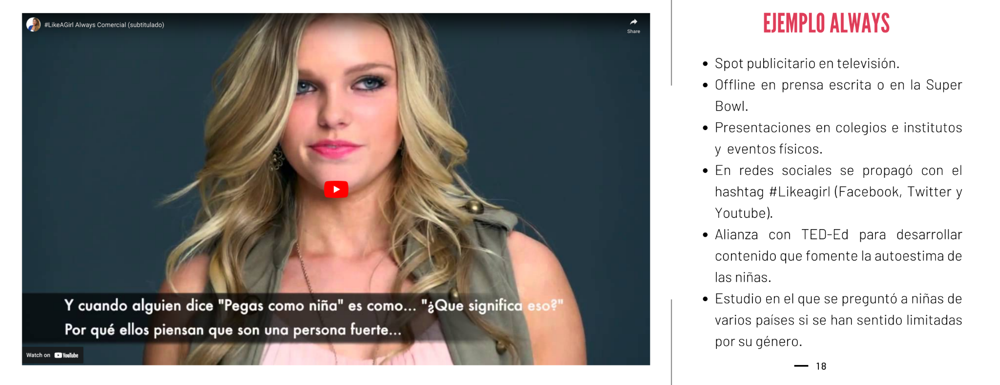 #LikeAGirl Always Comercial (subtitulado)
Share
Y cuando alguien dice "Pegas como niña" es como... "¿Que significa eso?"
Por qué ellos piensan que son una persona fuerte...
Watch on YouTube
EJEMPLO ALWAYS
Spot publicitario en televisión.
Offline en prensa escrita o en la Super
Bowl.
Presentaciones en colegios e institutos
y eventos físicos.
En redes sociales se propagó con el
hashtag #Likeagirl (Facebook, Twitter y
Youtube).
Alianza con TED-Ed para desarrollar
contenido que fomente la autoestima de
las niñas.
Estudio en el que se preguntó a niñas de
varios países si se han sentido limitadas
por su género.
18